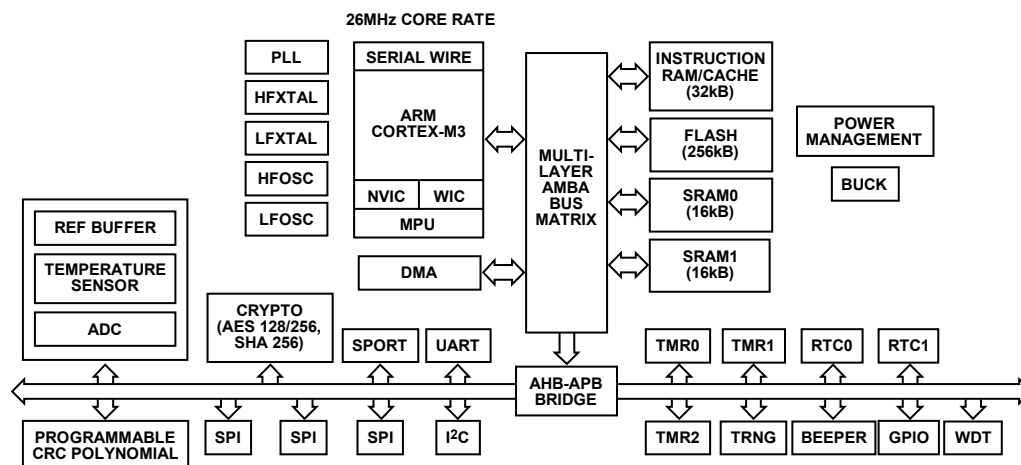 26MHz CORE RATE
PLL
HFXTAL
LFXTAL
HFOSC
LFOSC
SERIAL WIRE
ARM
CORTEX-M3
NVIC
WIC
MPU
DMA
MULTI-
LAYER
AMBA
BUS
MATRIX
INSTRUCTION
RAM/CACHE
(32kB)
FLASH
(256kB)
SRAM0
(16kB)
SRAM1
(16kB)
POWER
MANAGEMENT
BUCK
REF BUFFER
TEMPERATURE
SENSOR
ADC
CRYPTO
(AES 128/256,
SHA 256)
SPORT
UART
TMR0
TMR1
RTC0
RTC1
AHB-APB
BRIDGE
PROGRAMMABLE
CRC POLYNOMIAL
SPI
SPI
SPI
I²C
TMR2
TRNG
BEEPER
GPIO
WDT